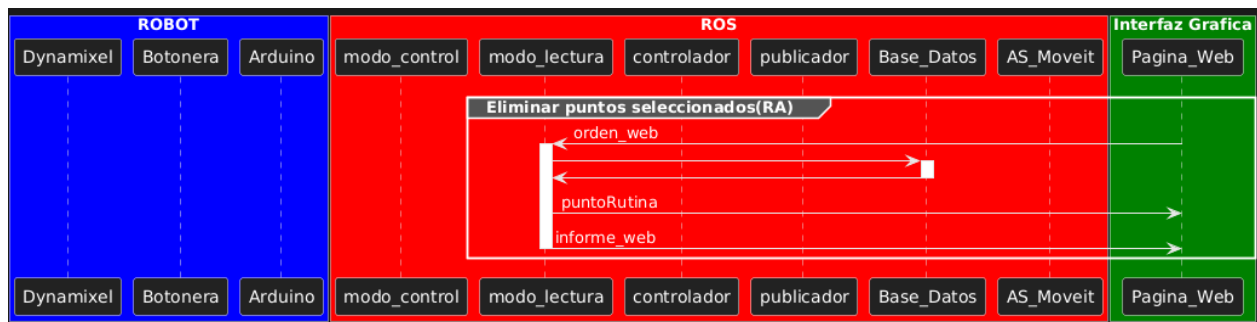 ROBOT ROS Interfaz Grafica
Dynamixel Botonera Arduino modo_control modo_lectura controlador publicador Base_Datos AS_Moveit Pagina_Web
Eliminar puntos seleccionados(RA)
orden_web
puntoRutina
informe_web
Dynamixel Botonera Arduino modo_control modo_lectura controlador publicador Base_Datos AS_Moveit Pagina_Web